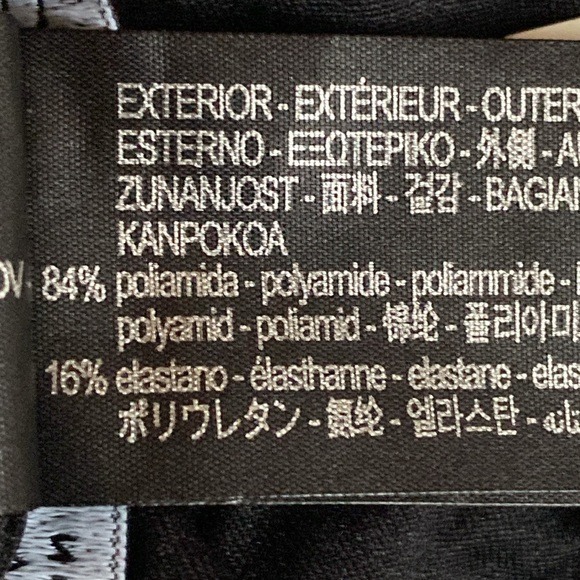 EXTERIOR - EXTÉRIEUR - OUTER
ESTERNO - ΕΞΩΤΕΡΙΚΟ - 外側 -
ZUNANJOST - 面料 - 겉감 - BAGIAN
KANPOKOA
84% poliamida - polyamide - poliammide -
polyamid - poliamid - 锦纶 - 폴리아미
16% elastano - élasthanne - elastane - elas
ポリウレタン - 氨纶 - 엘라스탄 -